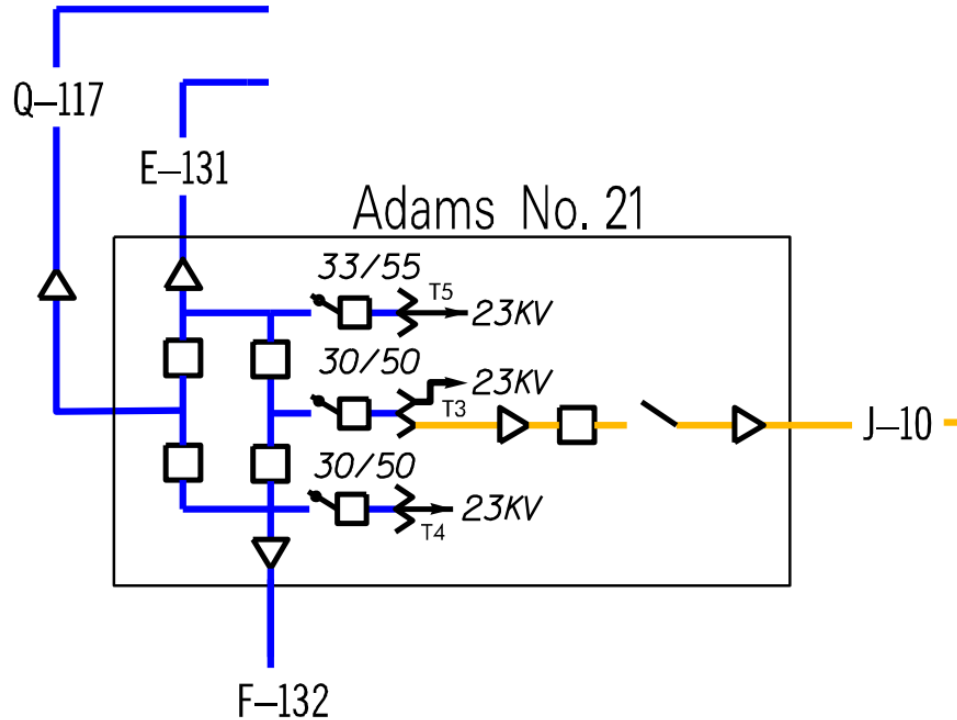 Q-117
E-131
Adams No. 21
33/55
T5
23KV
30/50
23KV
T3
J-10
30/50
23KV
T4
F-132